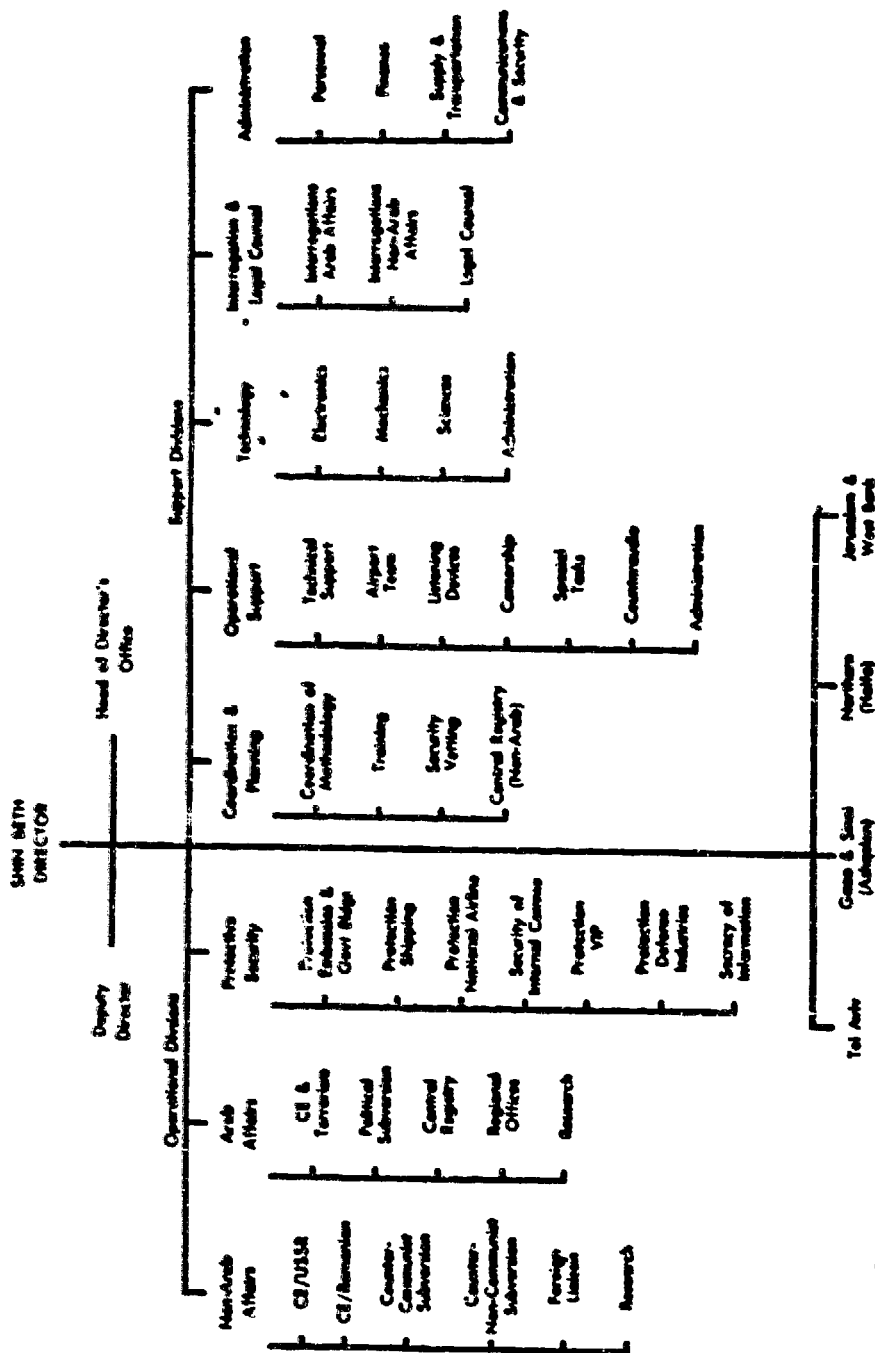 SHIN BETH
DIRECTOR
Deputy
Director
Head of Director's
Office
Operational Divisions
Support Divisions
Non-Arab
Affairs
CE/USSR
CE/Romanian
Counter-
Communist
Subversion
Counter-
Non-Communist
Subversion
Foreign
Liaison
Research
Arab
Affairs
CE &
Terrorism
Political
Subversion
Central
Registry
Regional
Offices
Research
Protective
Security
Protection
Embassies &
Govt Bldgs
Protection
Shipping
Protection
National Airline
Security of
Internal Centres
Protection
VIP
Protection
Defense
Industries
Secrecy of
Information
Coordination &
Planning
Coordination of
Methodology
Training
Security
Vetting
Central Registry
(Non-Arab)
Operational
Support
Technical
Support
Airport
Team
Listening
Devices
Censorship
Special
Tasks
Counteraudio
Administration
Technology
Electronics
Mechanics
Sciences
Administration
Interrogation &
Legal Counsel
Interrogations
Arab Affairs
Interrogations
Non-Arab
Affairs
Legal Counsel
Administration
Personnel
Finance
Supply &
Transportation
Communications
& Security
Tel Aviv
Gaza & Sinai
(Ashqelon)
Northern
(Haifa)
Jerusalem &
West Bank